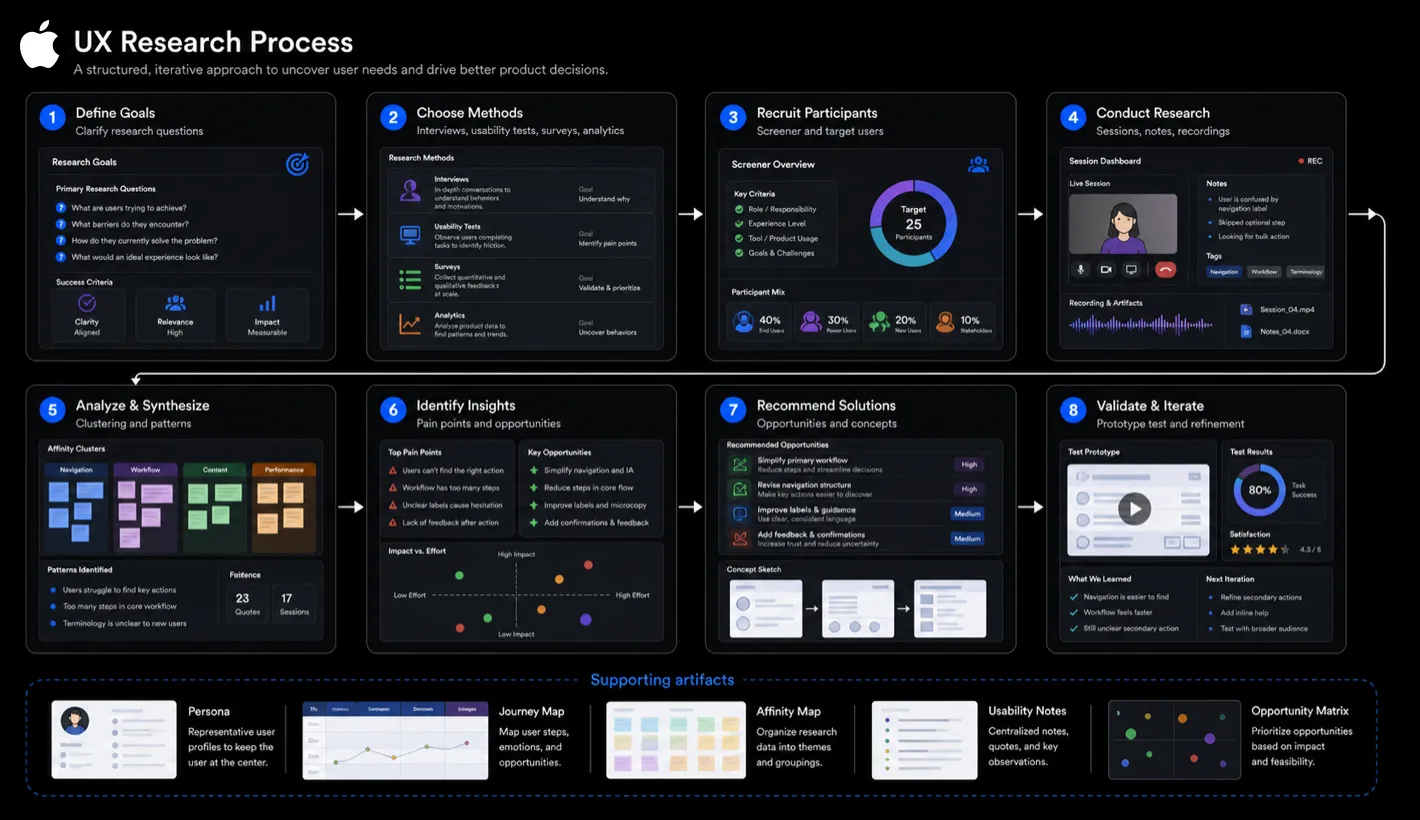 UX Research Process
A structured, iterative approach to uncover user needs and drive better product decisions.
1
Define Goals
Clarify research questions
Research Goals
Primary Research Questions
? What are users trying to achieve?
? What barriers do they encounter?
? How do they currently solve the problem?
? What would an ideal experience look like?
Success Criteria
Clarity
Aligned
Relevance
High
Impact
Measurable
2
Choose Methods
Interviews, usability tests, surveys, analytics
Research Methods
Interviews
In-depth conversations to
understand behaviors
and motivations.
Goal
Understand why
Usability Tests
Observe users completing
tasks to identify friction.
Goal
Identify pain points
Surveys
Collect quantitative and
qualitative feedbacks
at scale.
Goal
Validate & prioritize
Analytics
Analyze product data to
find patterns and trends.
Goal
Uncover behaviors
3
Recruit Participants
Screener and target users
Screener Overview
Key Criteria
Role / Responsibility
Experience Level
Tool / Product Usage
Goals & Challenges
Target
25
Participants
Participant Mix
40%
End Users
30%
Power Users
20%
New Users
10%
Stakeholders
4
Conduct Research
Sessions, notes, recordings
Session Dashboard
REC
Live Session
Notes
User is confused by
navigation label
Skipped optional step
Looking for bulk action
Tags
Navigation
Workflow
Terminology
Recording & Artifacts
Session_04.mp4
Notes_04.docx
5
Analyze & Synthesize
Clustering and patterns
Affinity Clusters
Navigation
Workflow
Content
Performance
Patterns Identified
Users struggle to find key actions
Too many steps in core workflow
Terminology is unclear to new users
23
Quotes
17
Sessions
6
Identify Insights
Pain points and opportunities
Top Pain Points
Users can't find the right action
Workflow has too many steps
Unclear labels cause hesitation
Lack of feedback after action
Key Opportunities
Simplify navigation and IA
Reduce steps in core flow
Improve labels and microcopy
Add confirmations & feedback
Impact vs. Effort
High Impact
Low Effort
High Effort
Low Impact
7
Recommend Solutions
Opportunities and concepts
Recommended Opportunities
Simplify primary workflow
Reduce steps and streamline decisions
High
Revise navigation structure
Make key actions easier to discover
High
Improve labels & guidance
Use clear, consistent language
Medium
Add feedback & confirmations
Increase trust and reduce uncertainty
Medium
Concept Sketch
8
Validate & Iterate
Prototype test and refinement
Test Prototype
Test Results
80%
Task
Success
Satisfaction
4.3 / 5
What We Learned
Navigation is easier to find
Workflow feels faster
Still unclear secondary action
Next Iteration
Refine secondary actions
Add inline help
Test with broader audience
Supporting artifacts
Persona
Representative user
profiles to keep the
user at the center.
Journey Map
Map user steps,
emotions, and
opportunities.
Affinity Map
Organize research
data into themes
and groupings.
Usability Notes
Centralized notes,
quotes, and key
observations.
Opportunity Matrix
Prioritize opportunities
based on impact
and feasibility.